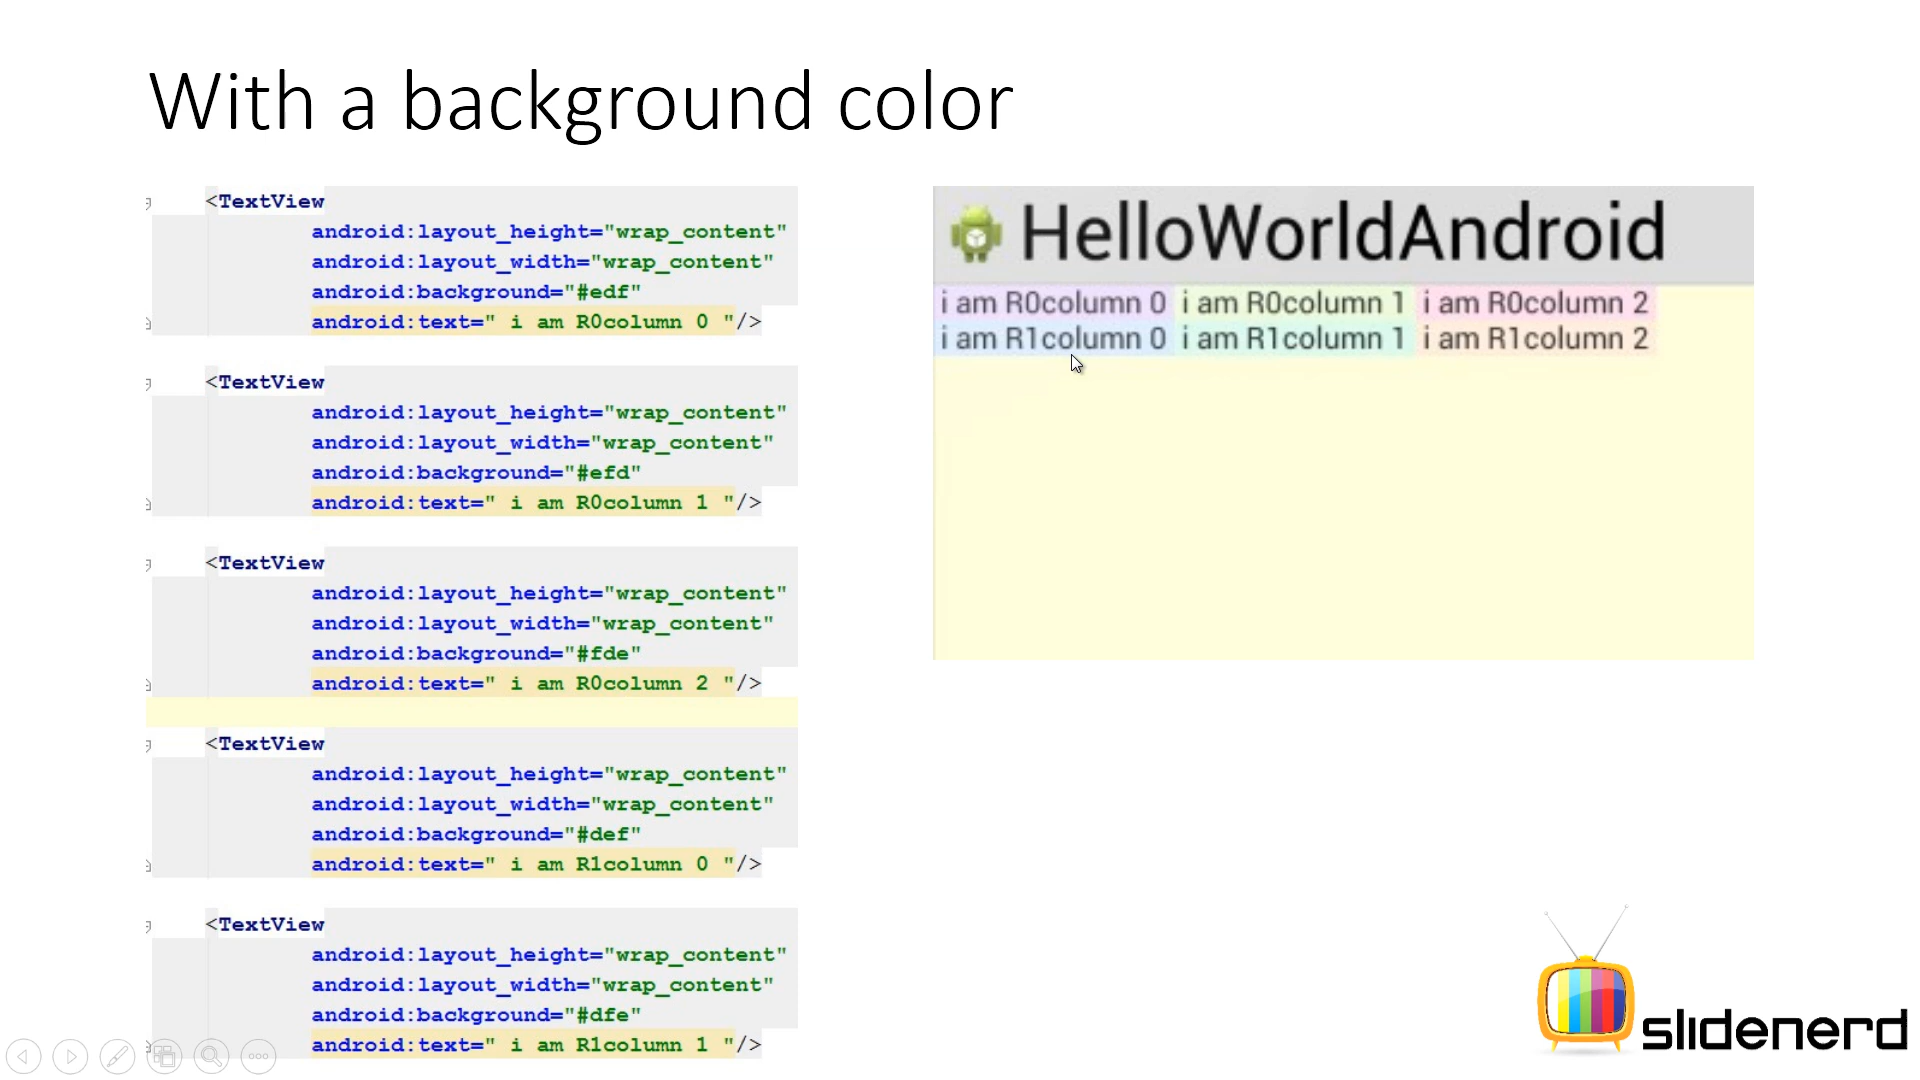 With a background color
<TextView
android:layout_height="wrap_content"
android:layout_width="wrap_content"
android:background="#edf"
android:text=" i am R0column 0 "/>
<TextView
android:layout_height="wrap_content"
android:layout_width="wrap_content"
android:background="#efd"
android:text=" i am R0column 1 "/>
<TextView
android:layout_height="wrap_content"
android:layout_width="wrap_content"
android:background="#fde"
android:text=" i am R0column 2 "/>
<TextView
android:layout_height="wrap_content"
android:layout_width="wrap_content"
android:background="#def"
android:text=" i am R1column 0 "/>
<TextView
android:layout_height="wrap_content"
android:layout_width="wrap_content"
android:background="#dfe"
android:text=" i am R1column 1 "/>
HelloWorldAndroid
i am R0column 0 i am R0column 1 i am R0column 2
i am R1column 0 i am R1column 1 i am R1column 2
slidenerd